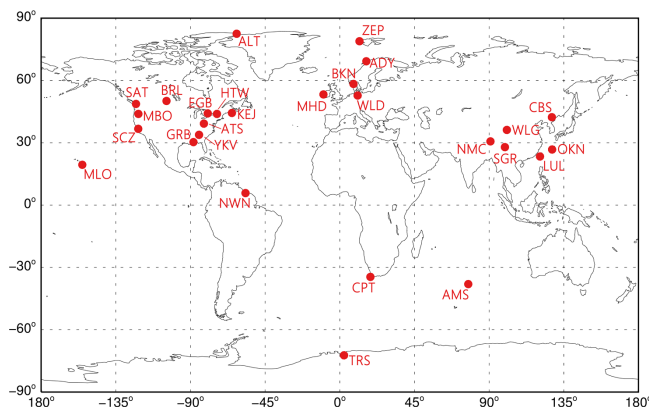 90°
ALT
ZEP
ADY
60°
BKN
SAT
BRL
EGB
HTW
MHD
WLD
CBS
MBO
KEJ
SCZ
GRB
ATS
YKV
WLG
30°
NMC
SGR
OKN
LUL
MLO
NWN
0°
−30°
CPT
AMS
−60°
TRS
−90°
180°
−135°
−90°
−45°
0°
45°
90°
135°
180°